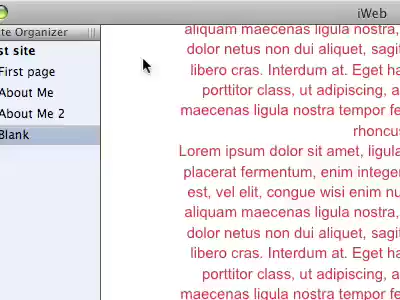 iWeb
te Organizer
st site
First page
About Me
About Me 2
Blank
aliquam maecenas ligula nostra,
dolor netus non dui aliquet, sagit
libero cras. Interdum at. Eget ha
porttitor class, ut adipiscing, a
maecenas ligula nostra tempor fe
rhoncus
Lorem ipsum dolor sit amet, ligula
placerat fermentum, enim integer
est, vel elit, congue wisi enim nu
aliquam maecenas ligula nostra,
dolor netus non dui aliquet, sagit
libero cras. Interdum at. Eget ha
porttitor class, ut adipiscing, a
maecenas ligula nostra tempor fe